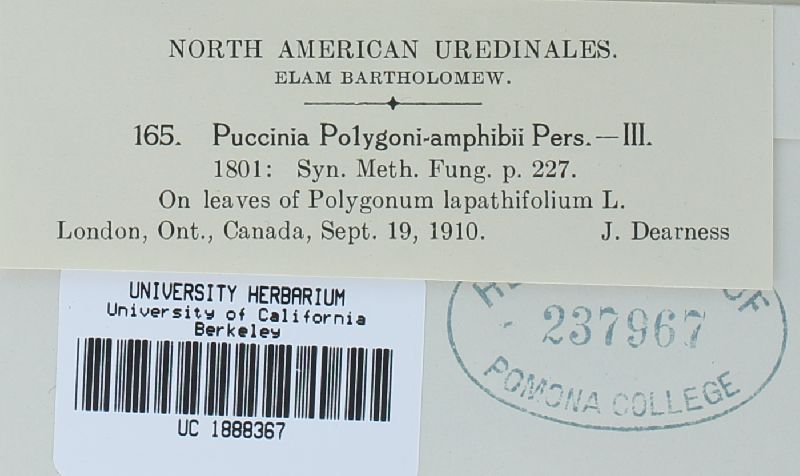 NORTH AMERICAN UREDINALES.
ELAM BARTHOLOMEW.
165. Puccinia Polygoni-amphibii Pers.—III.
1801: Syn. Meth. Fung. p. 227.
On leaves of Polygonum lapathifolium L.
London, Ont., Canada, Sept. 19, 1910. J. Dearness
UNIVERSITY HERBARIUM
University of California
Berkeley
UC 1888367
OF
237967
POMONA COLLEGE